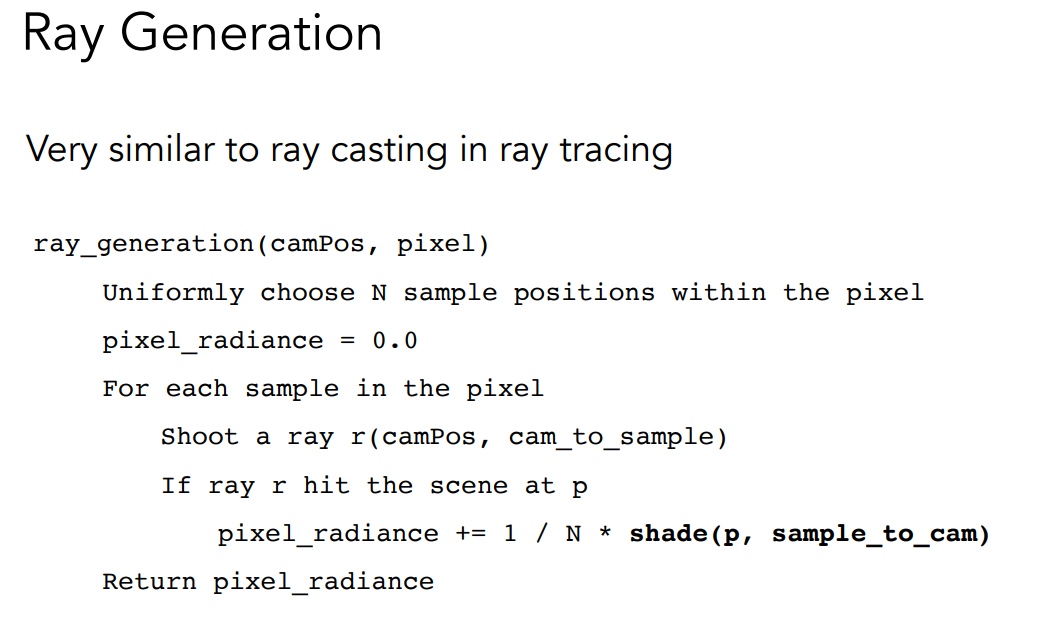 Ray Generation
Very similar to ray casting in ray tracing
ray_generation(camPos, pixel)
Uniformly choose N sample positions within the pixel
pixel_radiance = 0.0
For each sample in the pixel
Shoot a ray r(camPos, cam_to_sample)
If ray r hit the scene at p
pixel_radiance += 1 / N * shade(p, sample_to_cam)
Return pixel_radiance